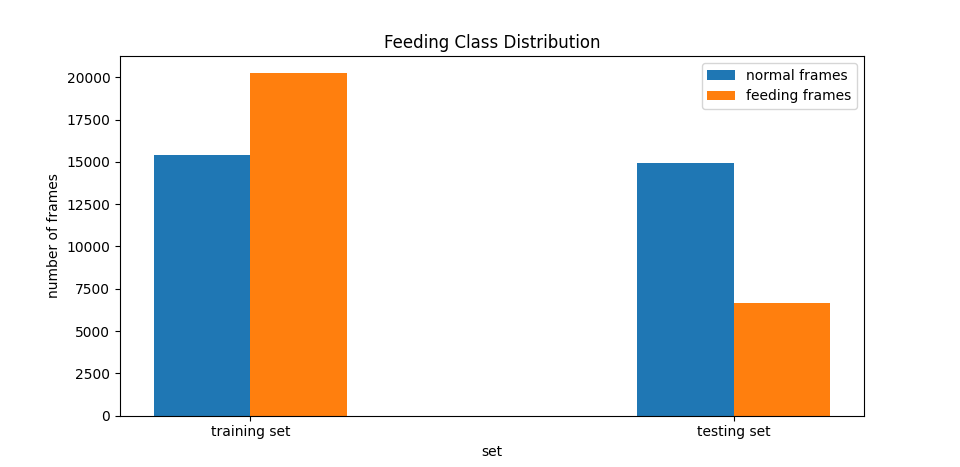 Feeding Class Distribution
normal frames
feeding frames
number of frames
20000
17500
15000
12500
10000
7500
5000
2500
0
training set
testing set
set